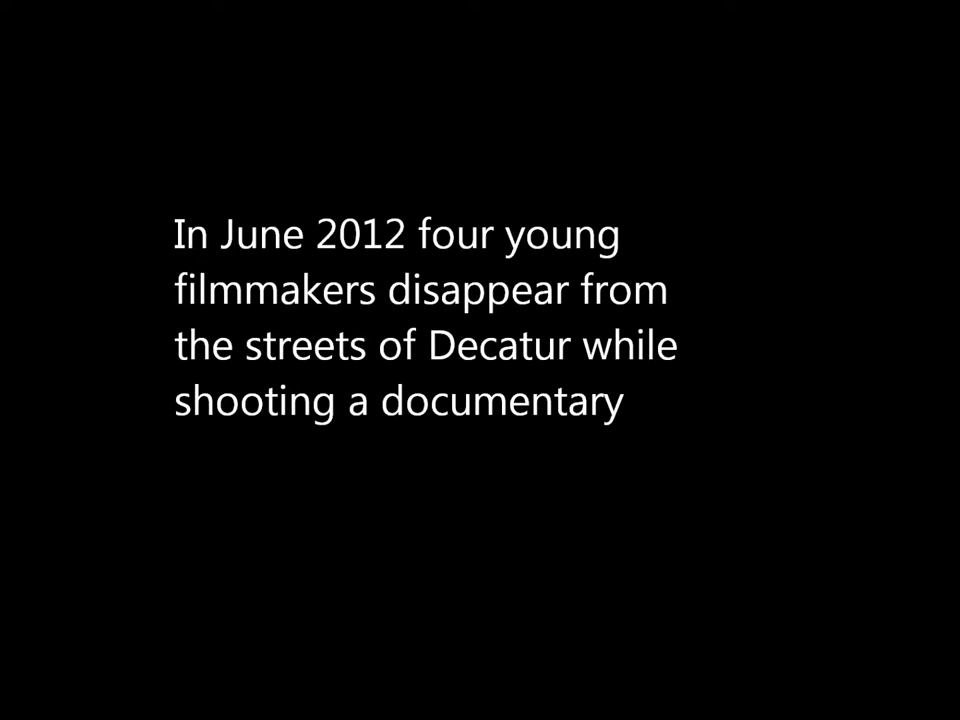 In June 2012 four young
filmmakers disappear from
the streets of Decatur while
shooting a documentary